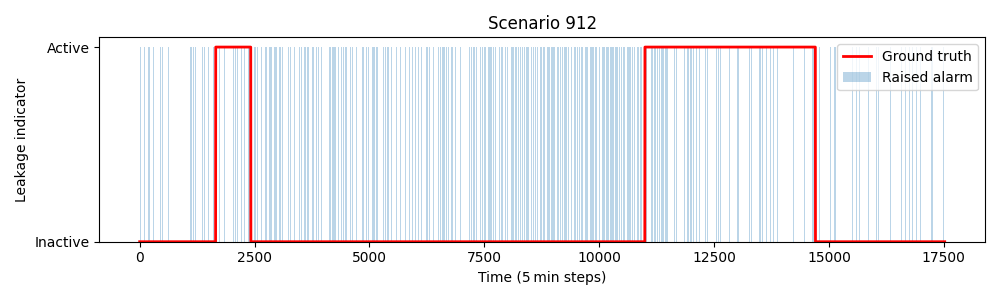 Scenario 912
Active
Inactive
Leakage indicator
Ground truth
Raised alarm
0 2500 5000 7500 10000 12500 15000 17500
Time (5 min steps)